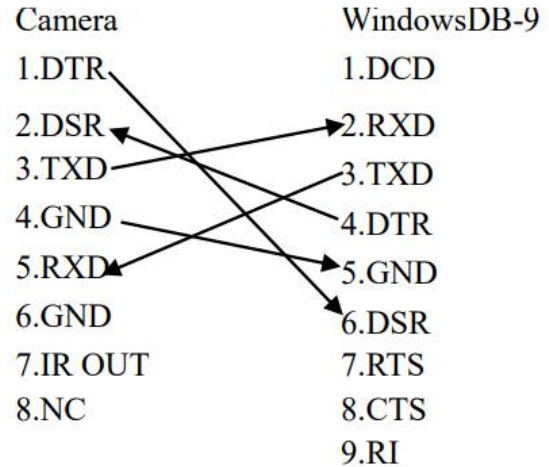 Camera
1.DTR
2.DSR
3.TXD
4.GND
5.RXD
6.GND
7.IR OUT
8.NC
WindowsDB-9
1.DCD
2.RXD
3.TXD
4.DTR
5.GND
6.DSR
7.RTS
8.CTS
9.RI